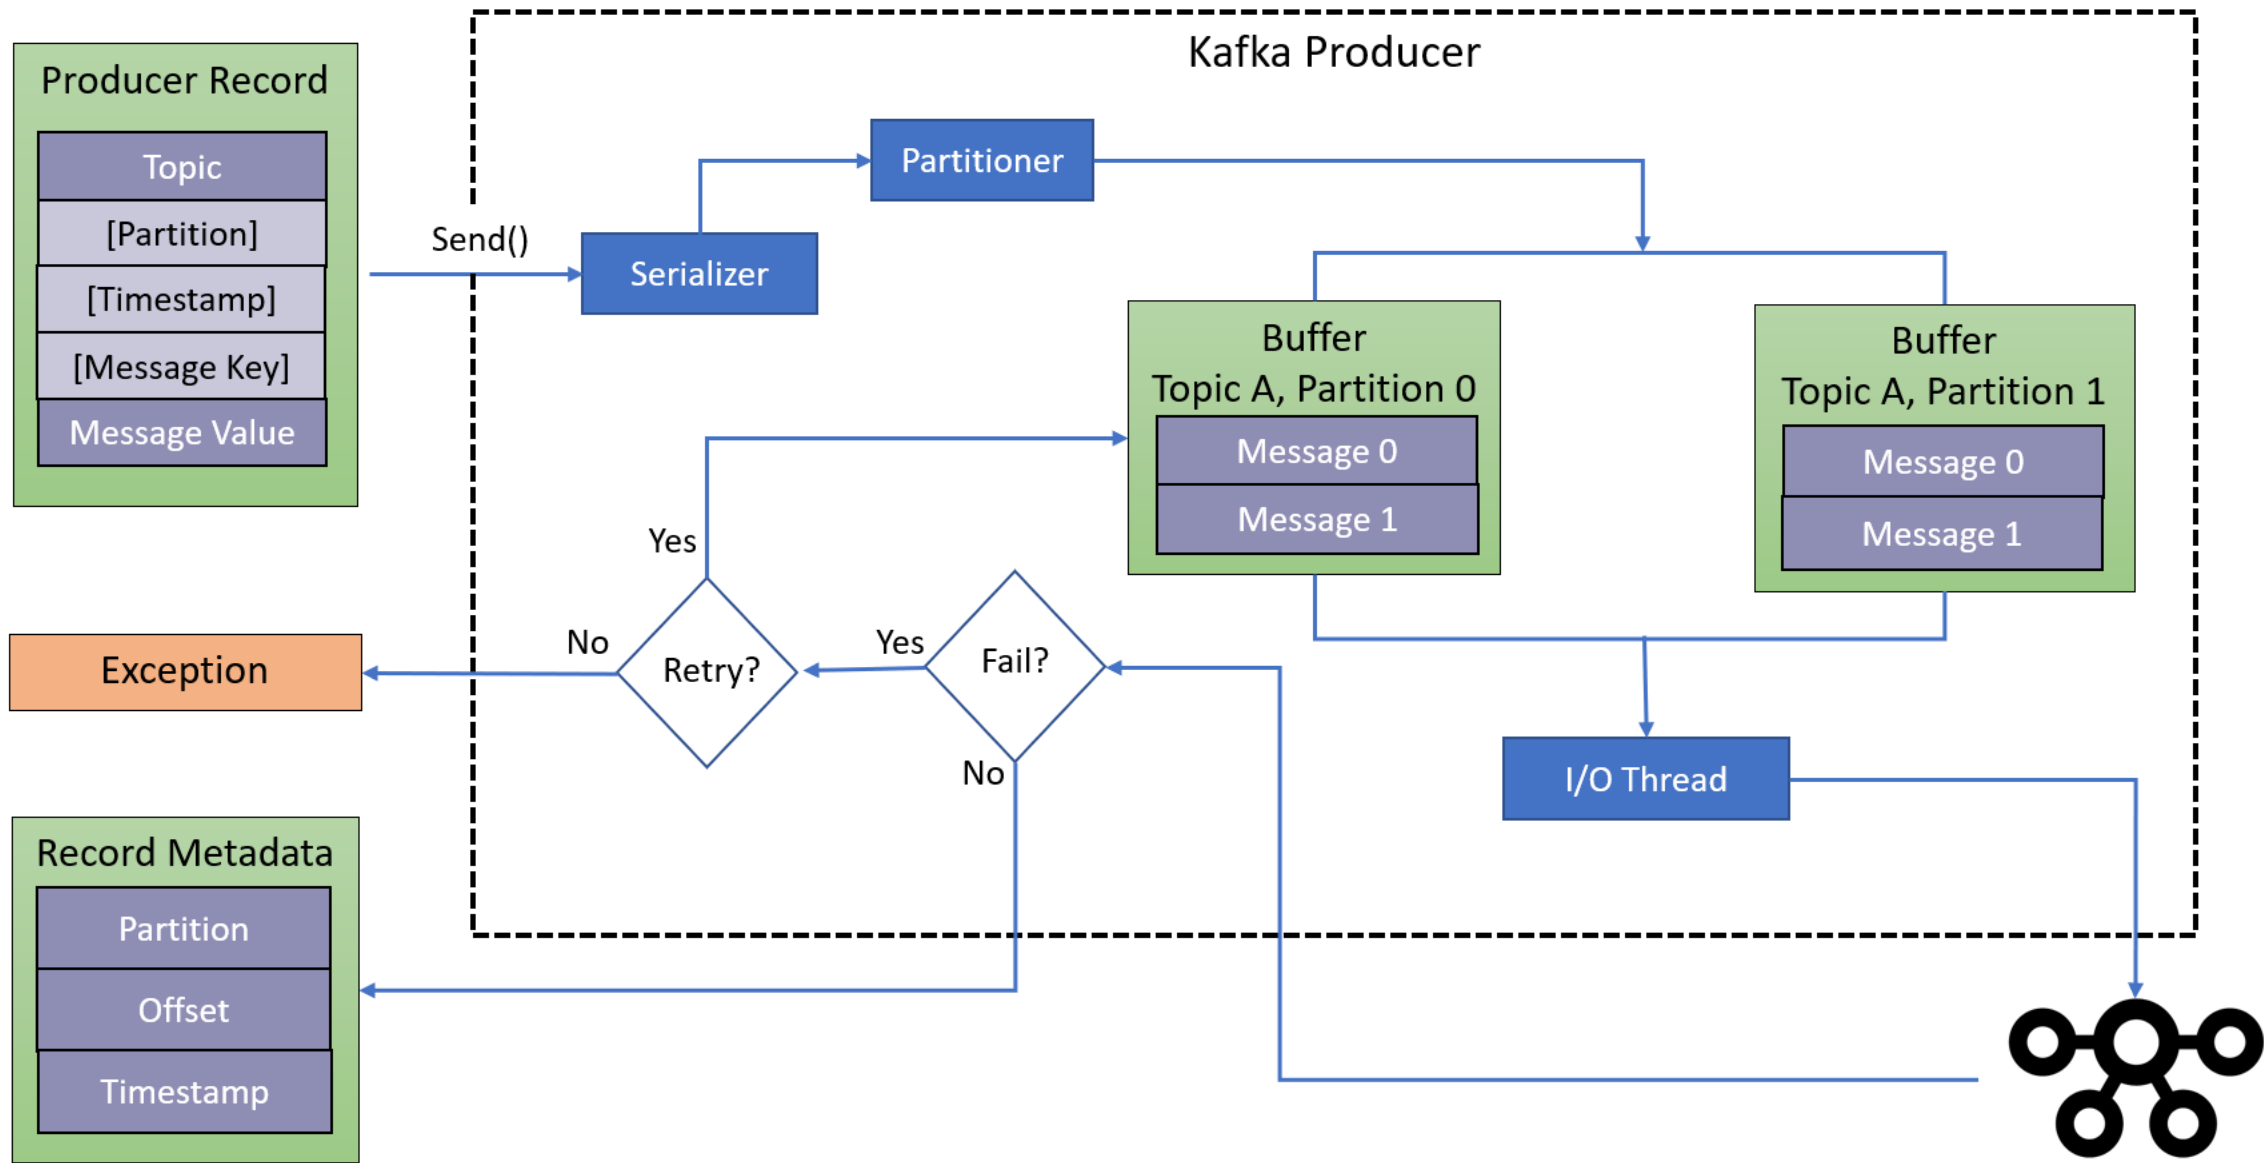 Kafka Producer
Producer Record
Topic
[Partition]
[Timestamp]
[Message Key]
Message Value
Send()
Serializer
Partitioner
Buffer
Topic A, Partition 0
Message 0
Message 1
Buffer
Topic A, Partition 1
Message 0
Message 1
Yes
No
Retry?
Yes
Fail?
No
Exception
I/O Thread
Record Metadata
Partition
Offset
Timestamp